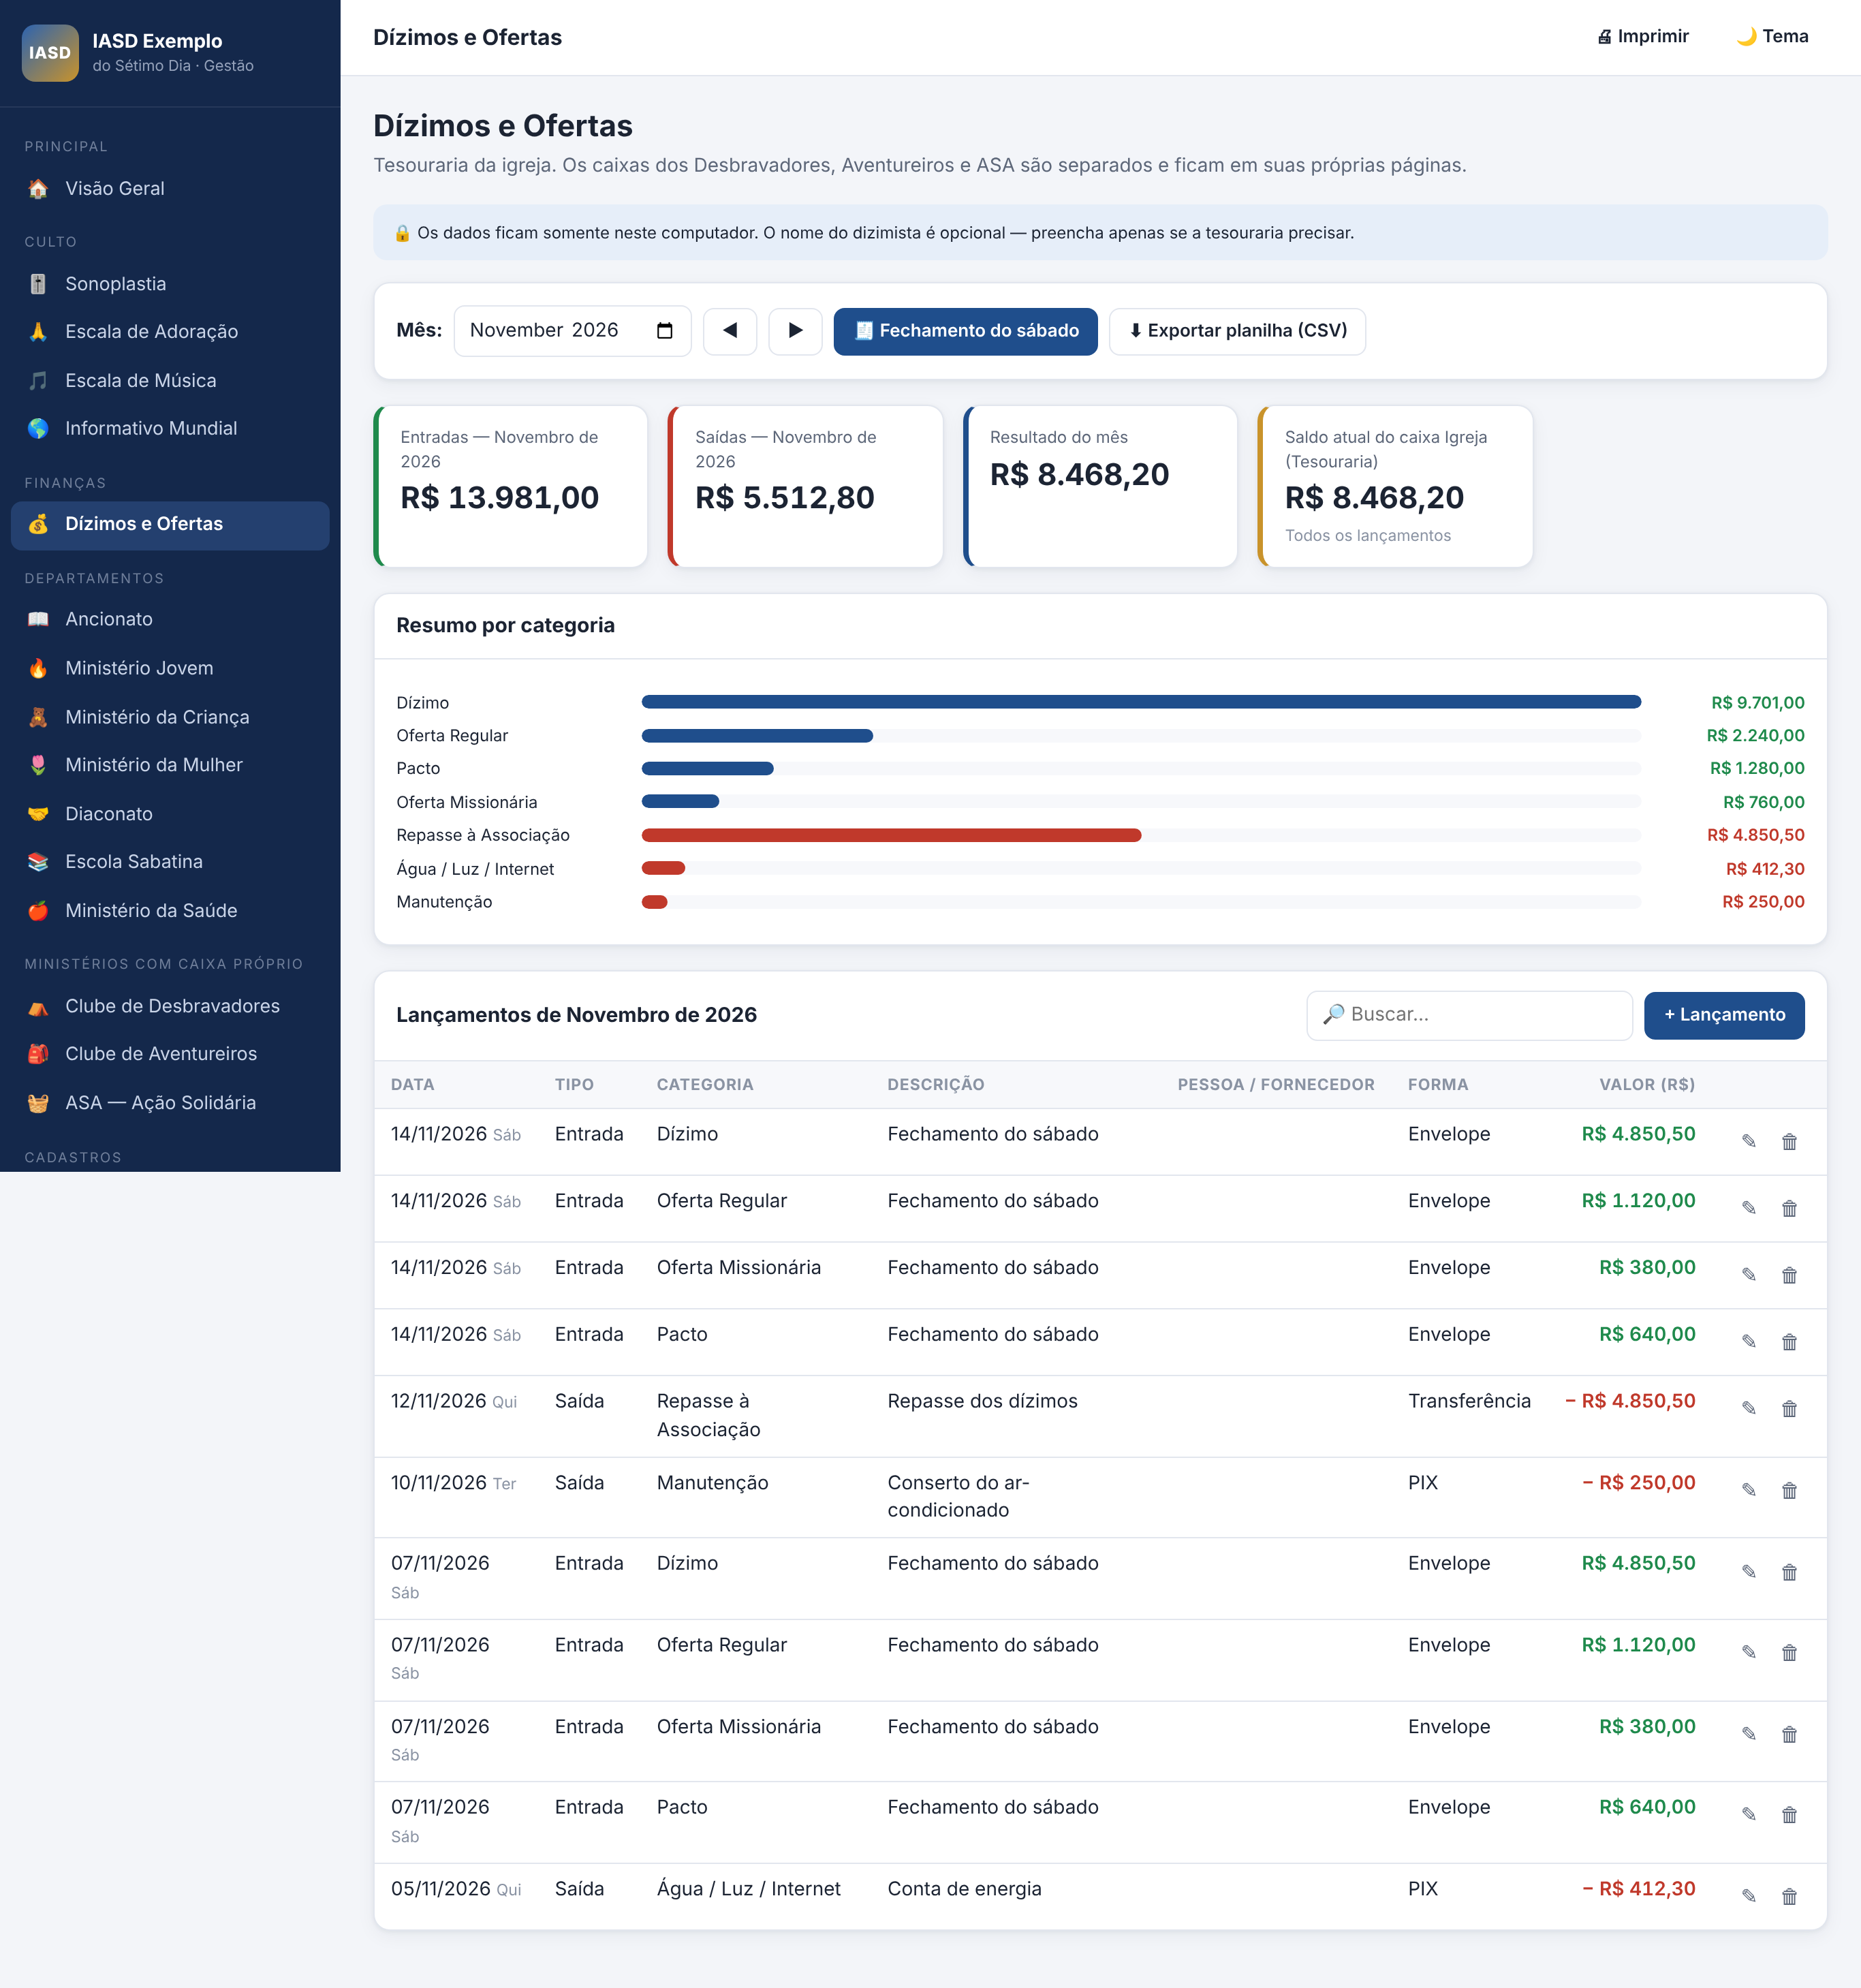 IASD
IASD Exemplo
do Sétimo Dia · Gestão
PRINCIPAL
Visão Geral
CULTO
Sonoplastia
Escala de Adoração
Escala de Música
Informativo Mundial
FINANÇAS
Dízimos e Ofertas
DEPARTAMENTOS
Ancionato
Ministério Jovem
Ministério da Criança
Ministério da Mulher
Diaconato
Escola Sabatina
Ministério da Saúde
MINISTÉRIOS COM CAIXA PRÓPRIO
Clube de Desbravadores
Clube de Aventureiros
ASA — Ação Solidária
CADASTROS
Dízimos e Ofertas
Imprimir
Tema
Dízimos e Ofertas
Tesouraria da igreja. Os caixas dos Desbravadores, Aventureiros e ASA são separados e ficam em suas próprias páginas.
Os dados ficam somente neste computador. O nome do dizimista é opcional — preencha apenas se a tesouraria precisar.
Mês: November 2026 ◀ ▶ Fechamento do sábado ⬇ Exportar planilha (CSV)
Entradas — Novembro de
2026
R$ 13.981,00
Saídas — Novembro de
2026
R$ 5.512,80
Resultado do mês
R$ 8.468,20
Saldo atual do caixa Igreja
(Tesouraria)
R$ 8.468,20
Todos os lançamentos
Resumo por categoria
Dízimo R$ 9.701,00
Oferta Regular R$ 2.240,00
Pacto R$ 1.280,00
Oferta Missionária R$ 760,00
Repasse à Associação R$ 4.850,50
Água / Luz / Internet R$ 412,30
Manutenção R$ 250,00
Lançamentos de Novembro de 2026
Buscar...
+ Lançamento
DATA TIPO CATEGORIA DESCRIÇÃO PESSOA / FORNECEDOR FORMA VALOR (R$)
14/11/2026 Sáb Entrada Dízimo Fechamento do sábado Envelope R$ 4.850,50
14/11/2026 Sáb Entrada Oferta Regular Fechamento do sábado Envelope R$ 1.120,00
14/11/2026 Sáb Entrada Oferta Missionária Fechamento do sábado Envelope R$ 380,00
14/11/2026 Sáb Entrada Pacto Fechamento do sábado Envelope R$ 640,00
12/11/2026 Qui Saída Repasse à Repasse dos dízimos Transferência − R$ 4.850,50
Associação
10/11/2026 Ter Saída Manutenção Conserto do ar- PIX − R$ 250,00
condicionado
07/11/2026 Entrada Dízimo Fechamento do sábado Envelope R$ 4.850,50
Sáb
07/11/2026 Entrada Oferta Regular Fechamento do sábado Envelope R$ 1.120,00
Sáb
07/11/2026 Entrada Oferta Missionária Fechamento do sábado Envelope R$ 380,00
Sáb
07/11/2026 Entrada Pacto Fechamento do sábado Envelope R$ 640,00
Sáb
05/11/2026 Qui Saída Água / Luz / Internet Conta de energia PIX − R$ 412,30